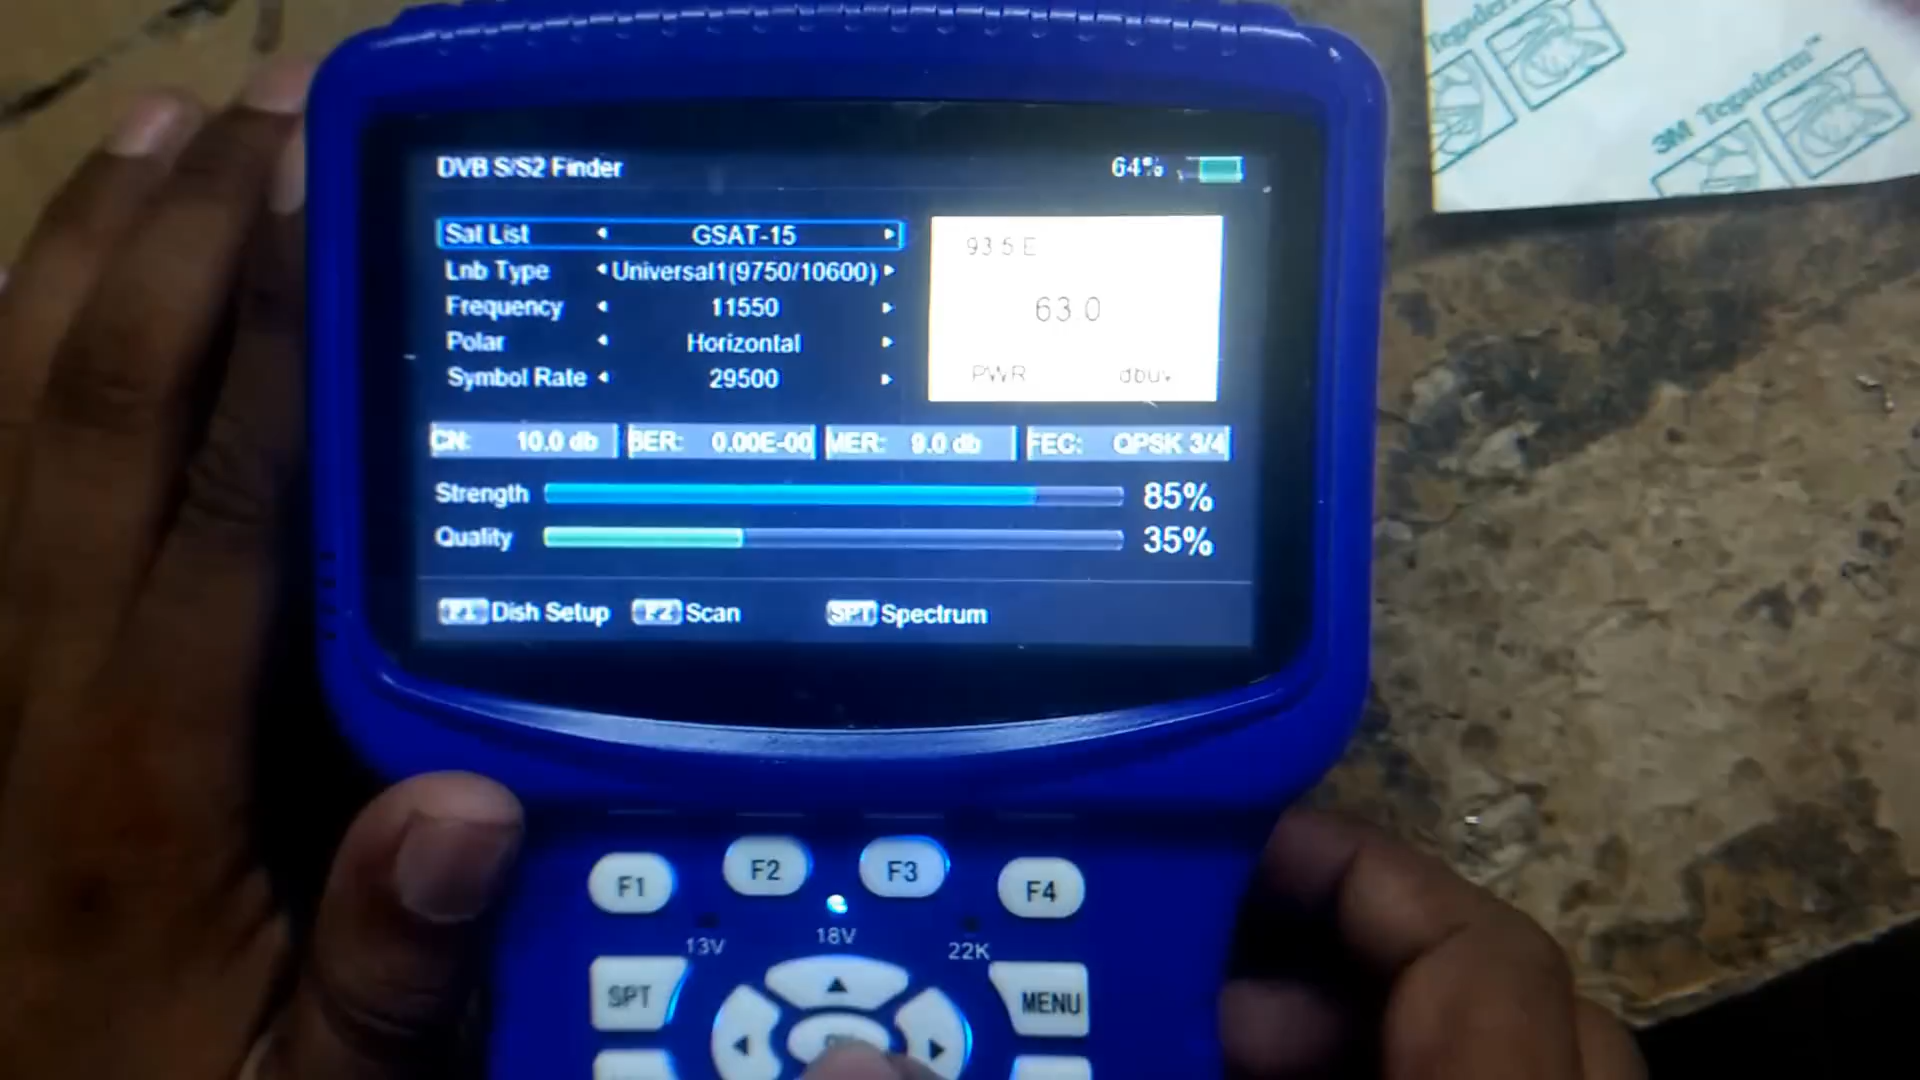 DVB S/S2 Finder 64%
Sat List GSAT-15
Lnb Type Universal1(9750/10600)
Frequency 11550
Polar Horizontal
Symbol Rate 29500
93.5 E
63.0
PWR dbuv
CN: 10.0 db BER: 0.00E-00 MER: 9.0 db FEC: QPSK 3/4
Strength 85%
Quality 35%
F1 Dish Setup F2 Scan SPT Spectrum
F1 F2 F3 F4
13V 18V 22K
SPT MENU
Tegaderm
3M Tegaderm™